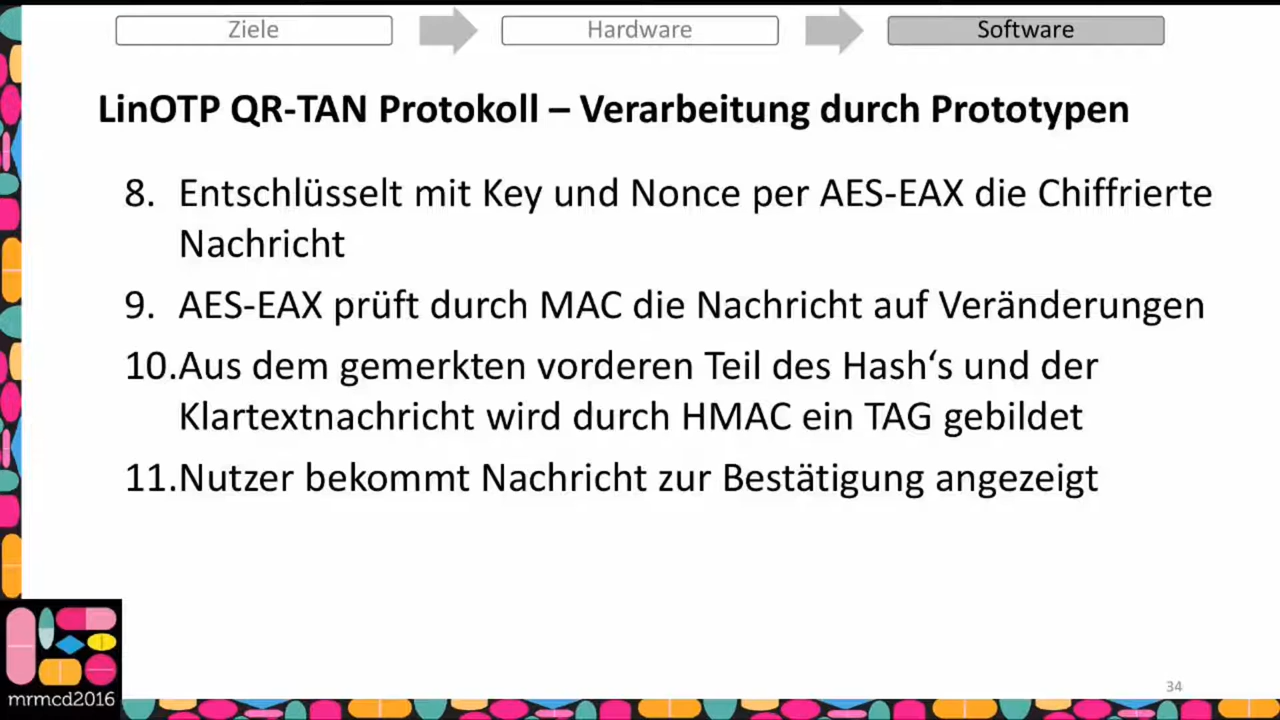 Ziele
Hardware
Software
LinOTP QR-TAN Protokoll – Verarbeitung durch Prototypen
8. Entschlüsselt mit Key und Nonce per AES-EAX die Chiffrierte
Nachricht
9. AES-EAX prüft durch MAC die Nachricht auf Veränderungen
10.Aus dem gemerkten vorderen Teil des Hash‘s und der
Klartextnachricht wird durch HMAC ein TAG gebildet
11.Nutzer bekommt Nachricht zur Bestätigung angezeigt
mrmcd2016
34